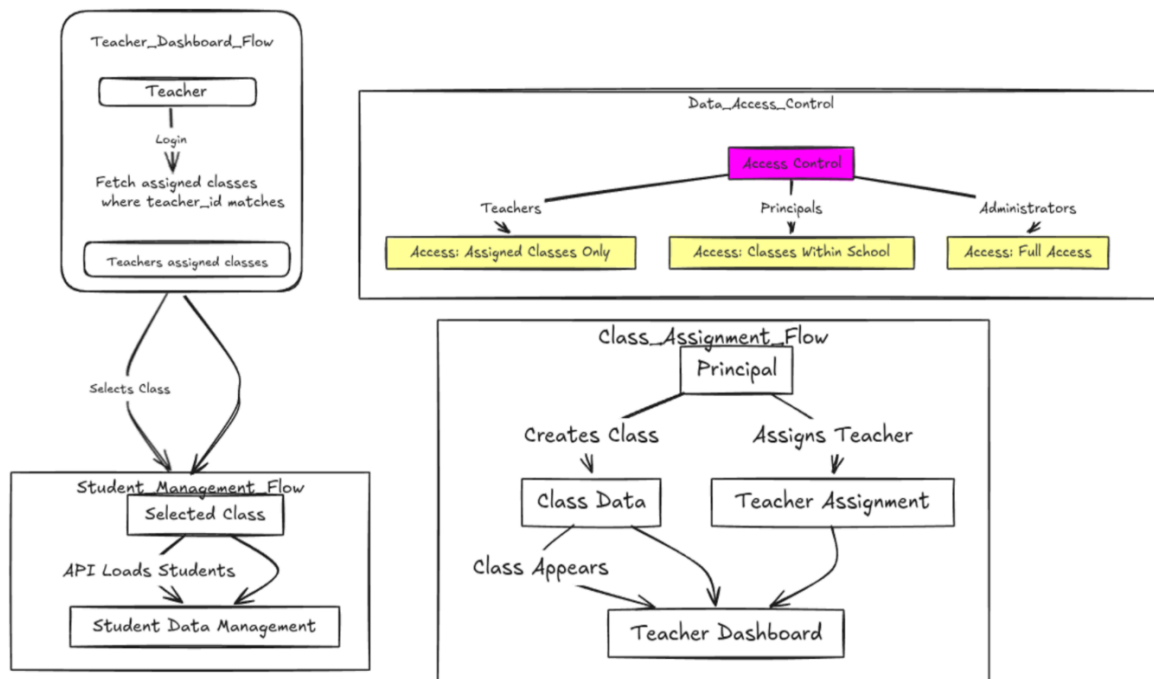 Teacher_Dashboard_Flow
Teacher
Login
Fetch assigned classes
where teacher_id matches
Teachers assigned classes
Selects Class
Student_Management_Flow
Selected Class
API Loads Students
Student Data Management
Data_Access_Control
Access Control
Teachers
Principals
Administrators
Access: Assigned Classes Only
Access: Classes Within School
Access: Full Access
Class_Assignment_Flow
Principal
Creates Class
Assigns Teacher
Class Data
Teacher Assignment
Class Appears
Teacher Dashboard